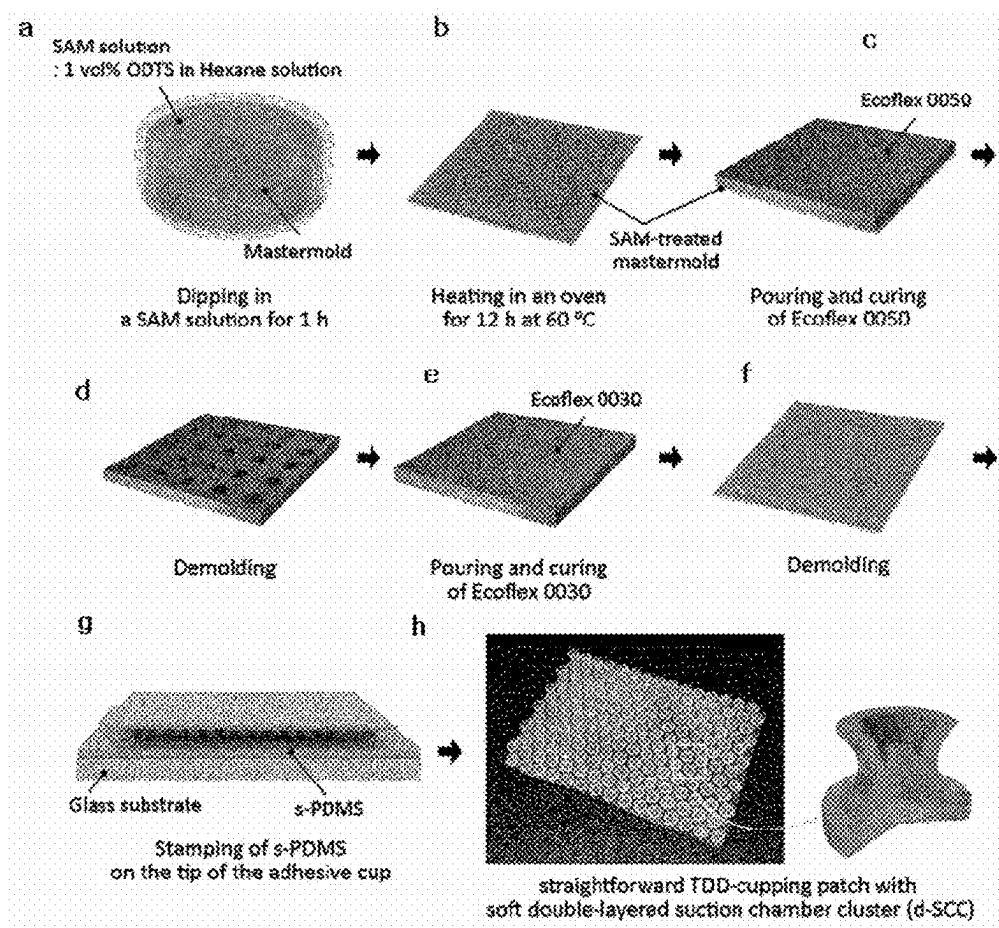 a
SAM solution
: 1 vol% ODTS in Hexane solution
Mastermold
Dipping in
a SAM solution for 1 h
b
SAM-treated
mastermold
Heating in an oven
for 12 h at 60 °C
c
Ecoflex 0050
Pouring and curing
of Ecoflex 0050
d
Demolding
e
Ecoflex 0030
Pouring and curing
of Ecoflex 0030
f
Demolding
g
Glass substrate
s-PDMS
Stamping of s-PDMS
on the tip of the adhesive cup
h
straightforward TDD-cupping patch with
soft double-layered suction chamber cluster (d-SCC)